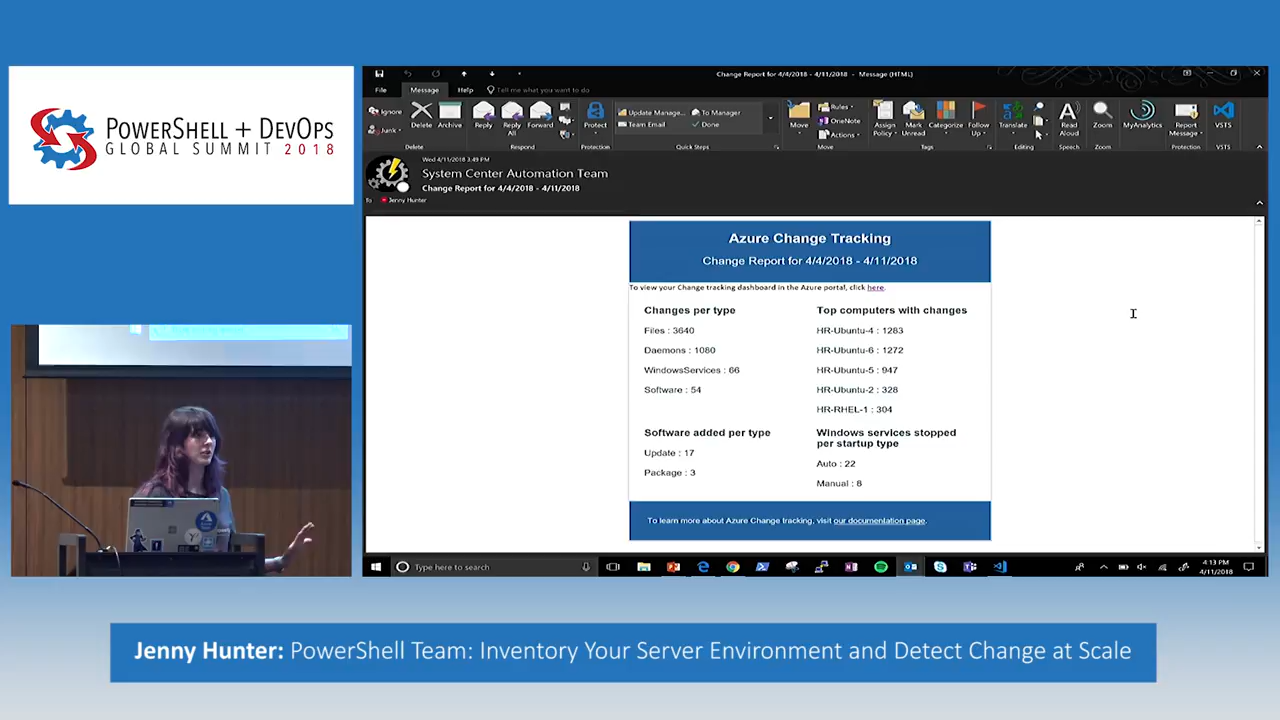 POWERSHELL + DEVOPS
GLOBAL SUMMIT 2018
Change Report for 4/4/2018 - 4/11/2018 - Message (HTML)
File Message Help Tell me what you want to do
Ignore
Junk
Delete
Archive
Delete
Reply
Reply All
Forward
Respond
Protect
Protection
Update Manage...
To Manager
Team Email
Done
Quick Steps
Move
Rules
OneNote
Actions
Move
Assign Policy
Mark Unread
Categorize
Follow Up
Tags
Translate
Editing
Read Aloud
Speech
Zoom
Zoom
MyAnalytics
Report Message
Protection
VSTS
VSTS
Wed 4/11/2018 3:49 PM
System Center Automation Team
Change Report for 4/4/2018 - 4/11/2018
To Jenny Hunter
Azure Change Tracking
Change Report for 4/4/2018 - 4/11/2018
To view your Change tracking dashboard in the Azure portal, click here.
Changes per type
Files : 3640
Daemons : 1080
WindowsServices : 66
Software : 54
Top computers with changes
HR-Ubuntu-4 : 1283
HR-Ubuntu-6 : 1272
HR-Ubuntu-5 : 947
HR-Ubuntu-2 : 328
HR-RHEL-1 : 304
Software added per type
Update : 17
Package : 3
Windows services stopped
per startup type
Auto : 22
Manual : 8
To learn more about Azure Change tracking, visit our documentation page.
Type here to search
4:13 PM
4/11/2018
Jenny Hunter: PowerShell Team: Inventory Your Server Environment and Detect Change at Scale